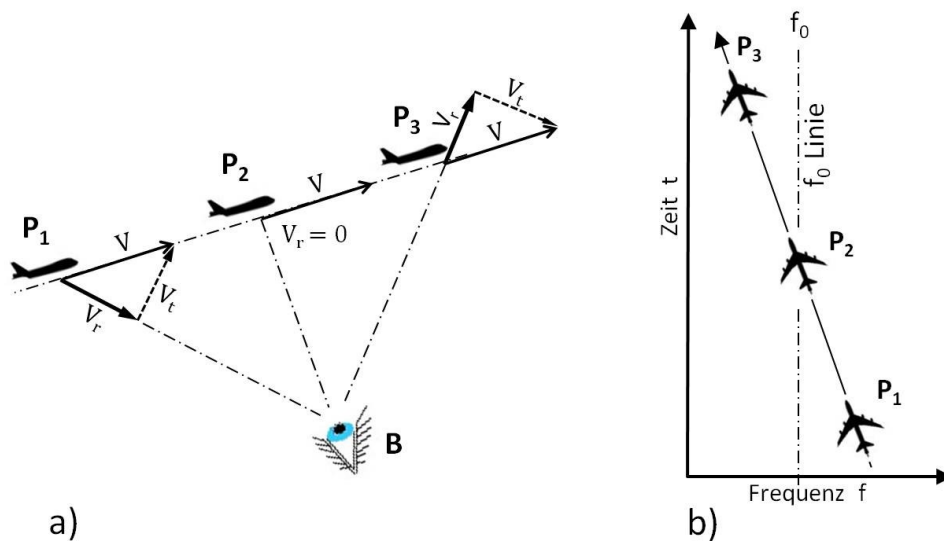 P1
V
Vr
Vt
P2
V
Vr = 0
P3
Vr
Vt
V
B
a)
f0
P3
f0 Linie
P2
P1
Zeit t
Frequenz f
b)